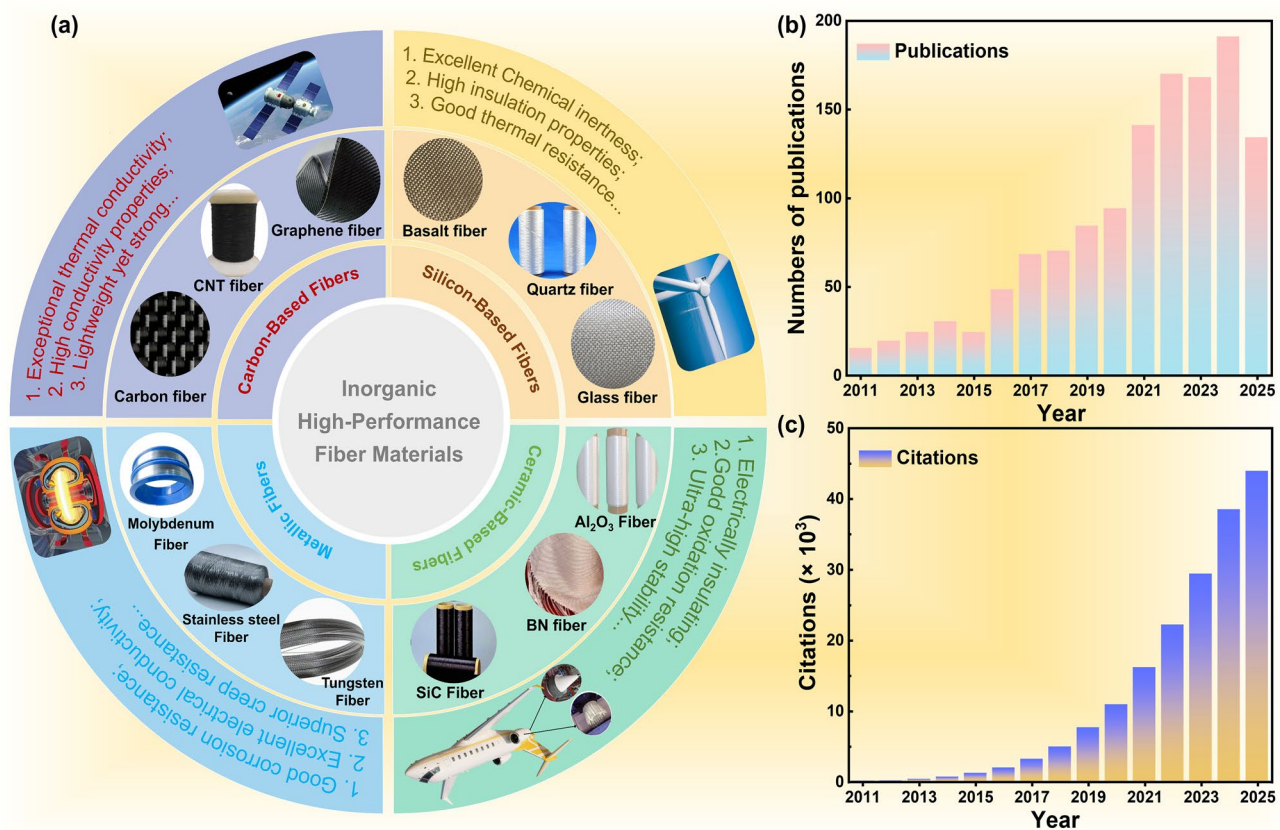 (a)
1. Exceptional thermal conductivity;
2. High conductivity properties;
3. Lightweight yet strong...
1. Excellent Chemical inertness;
2. High insulation properties;
3. Good thermal resistance...
Graphene fiber
CNT fiber
Carbon fiber
Basalt fiber
Quartz fiber
Glass fiber
Carbon-Based Fibers
Silicon-Based Fibers
Inorganic
High-Performance
Fiber Materials
Metallic Fibers
Ceramic-Based Fibers
Molybdenum
Fiber
Stainless steel
Fiber
Tungsten
Fiber
Al₂O₃ Fiber
BN fiber
SiC Fiber
1. Good corrosion resistance;
2. Excellent electrical conductivity;
3. Superior creep resistance...
1. Electrically insulating;
2.Godd oxidation resistance;
3. Ultra-high stability...
(b)
Publications
Numbers of publications
200
150
100
50
0
2011 2013 2015 2017 2019 2021 2023 2025
Year
(c)
Citations
Citations (× 10³)
50
40
30
20
10
0
2011 2013 2015 2017 2019 2021 2023 2025
Year